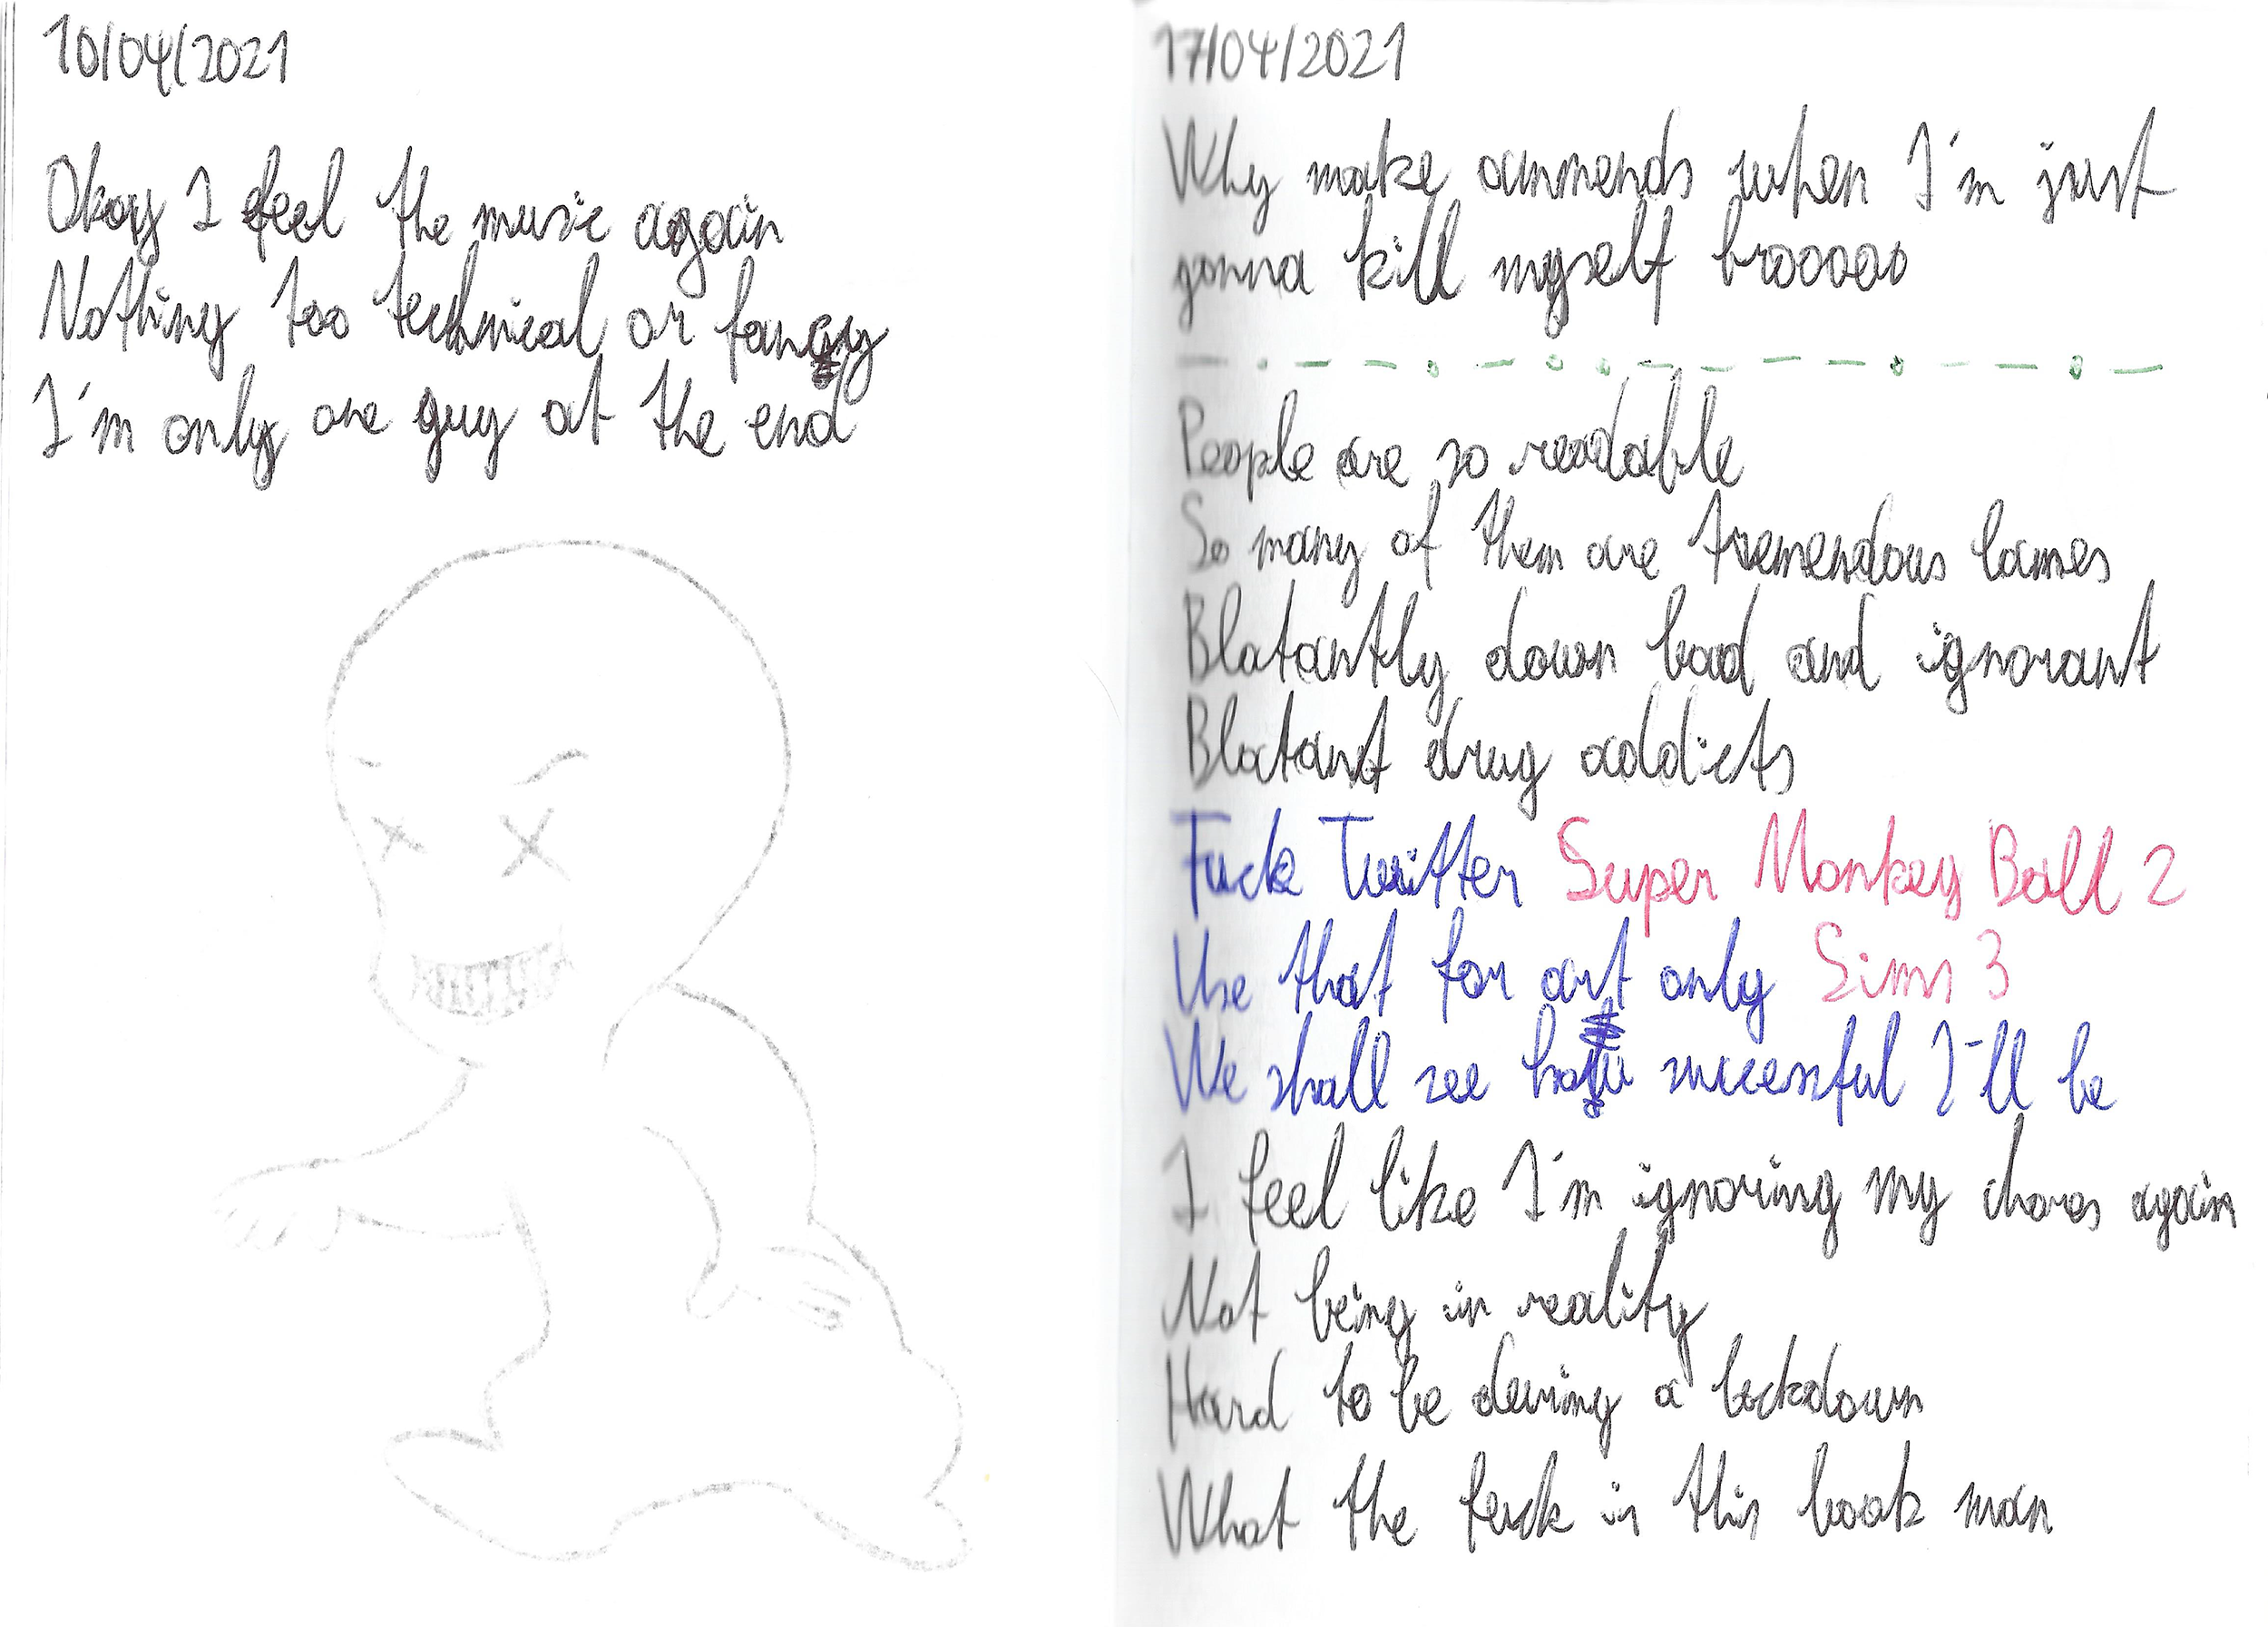 10/04/2021
Okay I feel the music again
Nothing too technical or fancy
I'm only one guy at the end
17/04/2021
Why make ammends when I'm just
gonna kill myself brooooo
People are so readable
So many of them are tremendous lames
Blatantly down bad and ignorant
Blatant drug addicts
Fuck Twitter Super Monkey Ball 2
Use that for art only Sims 3
We shall see how successful I'll be
I feel like I'm ignoring my chores again
Not being in reality
Hard to be during a lockdown
What the fuck is this book man